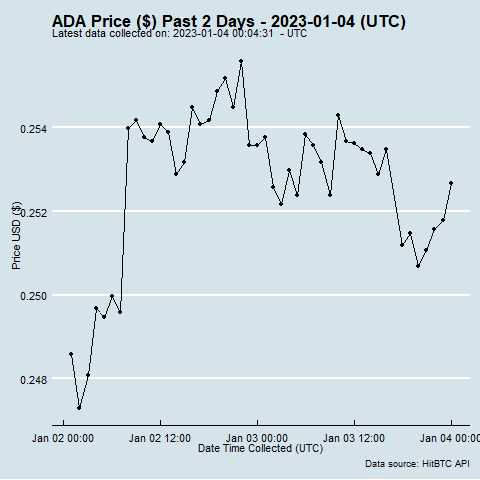 ADA Price ($) Past 2 Days - 2023-01-04 (UTC)
Latest data collected on: 2023-01-04 00:04:31 - UTC
Price USD ($)
0.254
0.252
0.250
0.248
Jan 02 00:00
Jan 02 12:00
Jan 03 00:00
Jan 03 12:00
Jan 04 00:00
Date Time Collected (UTC)
Data source: HitBTC API